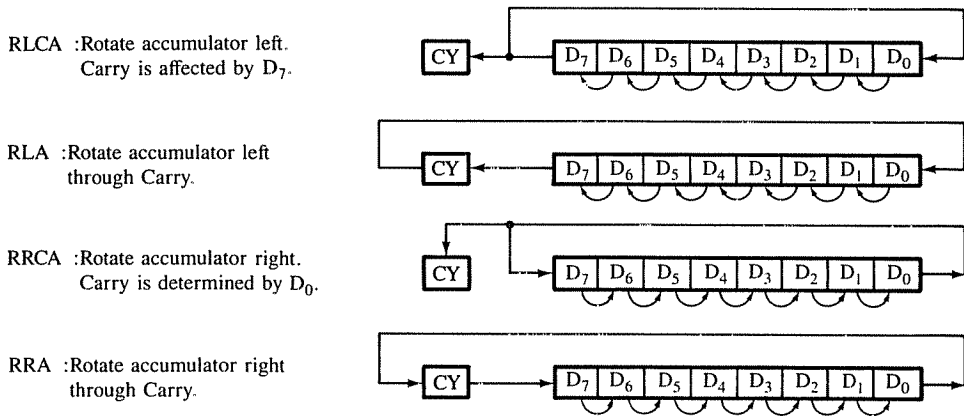 RLCA :Rotate accumulator left.
Carry is affected by D₇.
CY D₇ D₆ D₅ D₄ D₃ D₂ D₁ D₀
RLA :Rotate accumulator left
through Carry.
CY D₇ D₆ D₅ D₄ D₃ D₂ D₁ D₀
RRCA :Rotate accumulator right.
Carry is determined by D₀.
CY D₇ D₆ D₅ D₄ D₃ D₂ D₁ D₀
RRA :Rotate accumulator right
through Carry.
CY D₇ D₆ D₅ D₄ D₃ D₂ D₁ D₀